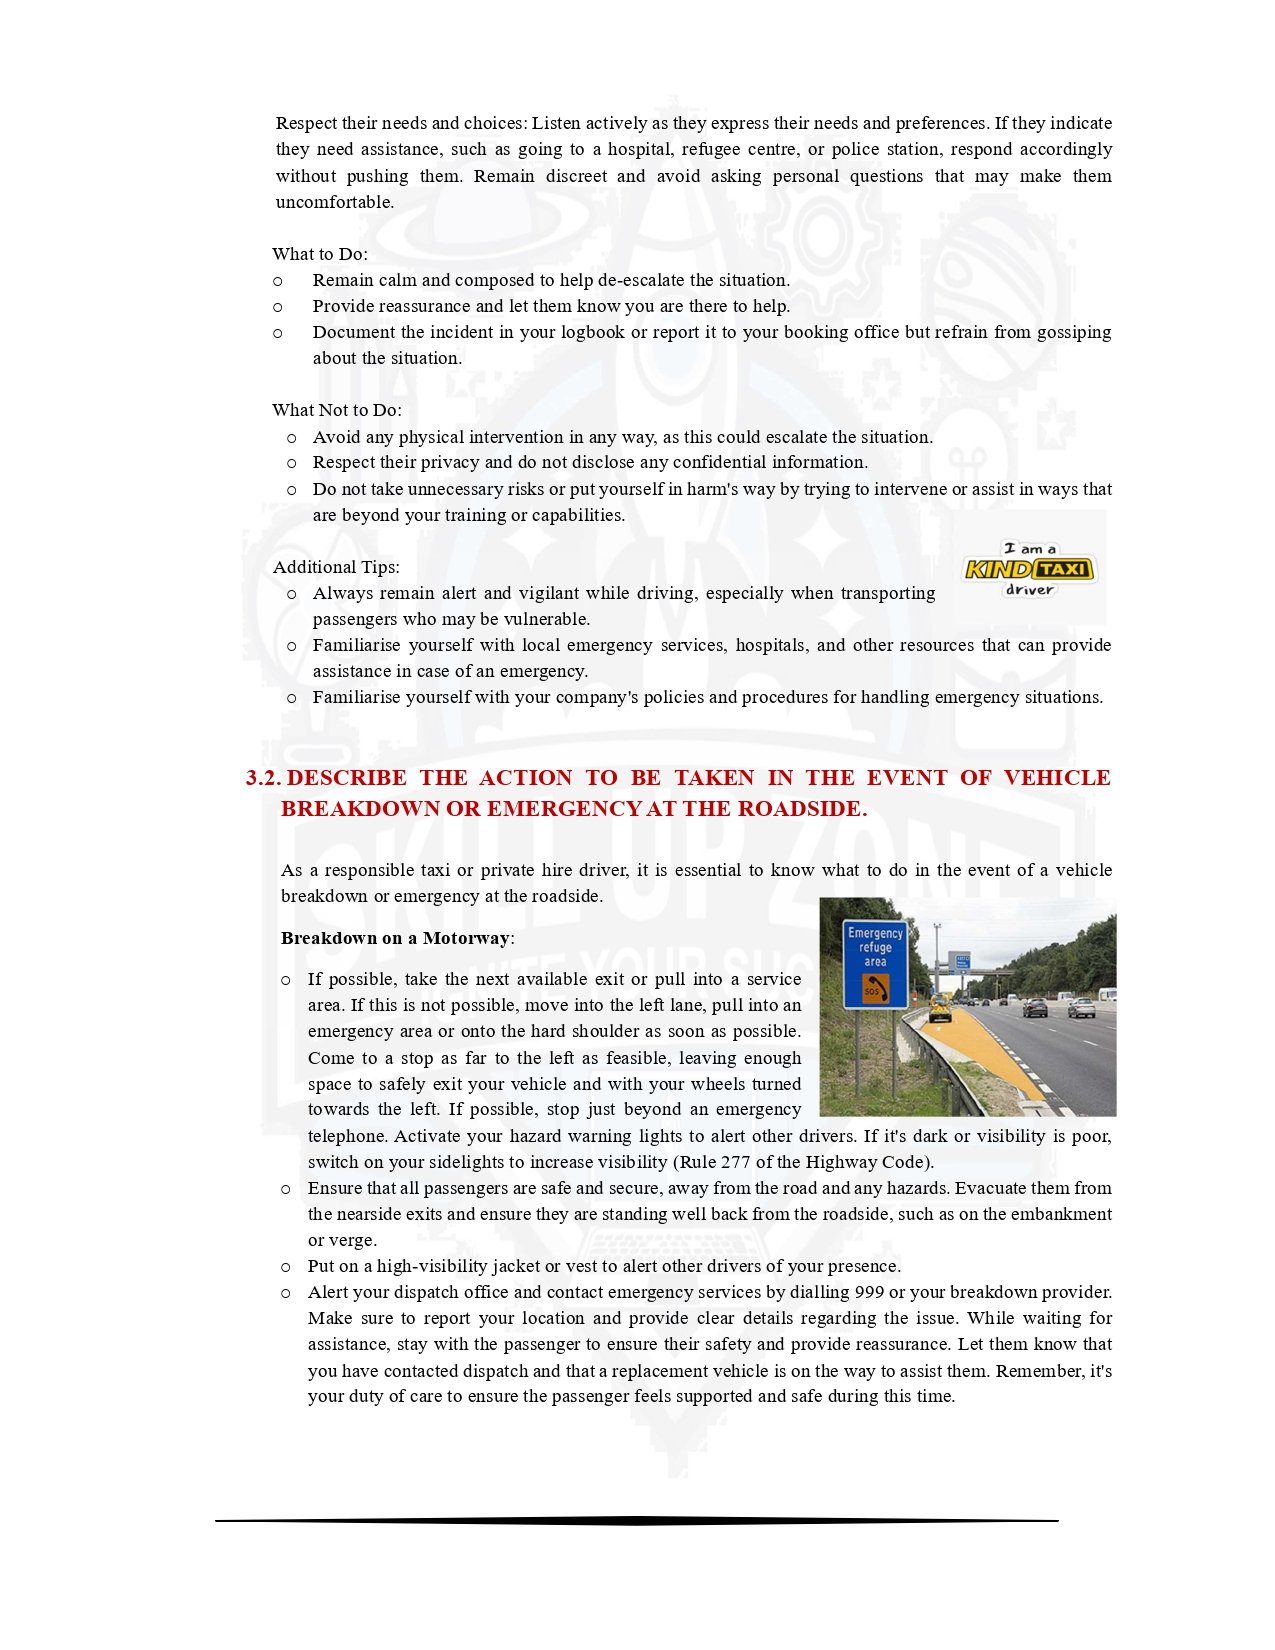 Respect their needs and choices: Listen actively as they express their needs and preferences. If they indicate
they need assistance, such as going to a hospital, refugee centre, or police station, respond accordingly
without pushing them. Remain discreet and avoid asking personal questions that may make them
uncomfortable.
What to Do:
o Remain calm and composed to help de-escalate the situation.
o Provide reassurance and let them know you are there to help.
o Document the incident in your logbook or report it to your booking office but refrain from gossiping
about the situation.
What Not to Do:
o Avoid any physical intervention in any way, as this could escalate the situation.
o Respect their privacy and do not disclose any confidential information.
o Do not take unnecessary risks or put yourself in harm's way by trying to intervene or assist in ways that
are beyond your training or capabilities.
I am a
KIND TAXI
driver
Additional Tips:
o Always remain alert and vigilant while driving, especially when transporting
passengers who may be vulnerable.
o Familiarise yourself with local emergency services, hospitals, and other resources that can provide
assistance in case of an emergency.
o Familiarise yourself with your company's policies and procedures for handling emergency situations.
3.2. DESCRIBE THE ACTION TO BE TAKEN IN THE EVENT OF VEHICLE
BREAKDOWN OR EMERGENCY AT THE ROADSIDE.
SKILL UP ZON
As a responsible taxi or private hire driver, it is essential to know what to do in the event of a vehicle
breakdown or emergency at the roadside.
Breakdown on a Motorway:
Emergency
refuge
area
SOS
o If possible, take the next available exit or pull into a service
area. If this is not possible, move into the left lane, pull into an
emergency area or onto the hard shoulder as soon as possible.
Come to a stop as far to the left as feasible, leaving enough
space to safely exit your vehicle and with your wheels turned
towards the left. If possible, stop just beyond an emergency
telephone. Activate your hazard warning lights to alert other drivers. If it's dark or visibility is poor,
switch on your sidelights to increase visibility (Rule 277 of the Highway Code).
o Ensure that all passengers are safe and secure, away from the road and any hazards. Evacuate them from
the nearside exits and ensure they are standing well back from the roadside, such as on the embankment
or verge.
o Put on a high-visibility jacket or vest to alert other drivers of your presence.
o Alert your dispatch office and contact emergency services by dialling 999 or your breakdown provider.
Make sure to report your location and provide clear details regarding the issue. While waiting for
assistance, stay with the passenger to ensure their safety and provide reassurance. Let them know that
you have contacted dispatch and that a replacement vehicle is on the way to assist them. Remember, it's
your duty of care to ensure the passenger feels supported and safe during this time.